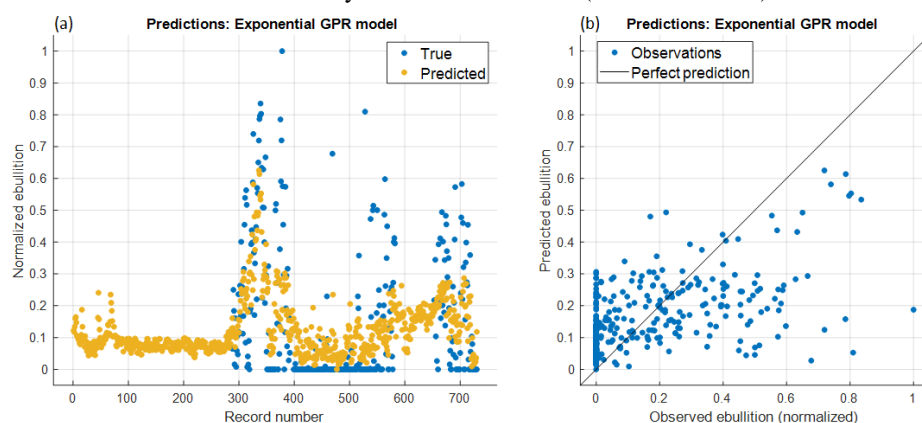 (a) Predictions: Exponential GPR model
True
Predicted
Normalized ebullition
1
0.9
0.8
0.7
0.6
0.5
0.4
0.3
0.2
0.1
0
0 100 200 300 400 500 600 700
Record number
(b) Predictions: Exponential GPR model
Observations
Perfect prediction
Predicted ebullition
1
0.9
0.8
0.7
0.6
0.5
0.4
0.3
0.2
0.1
0
0 0.2 0.4 0.6 0.8 1
Observed ebullition (normalized)